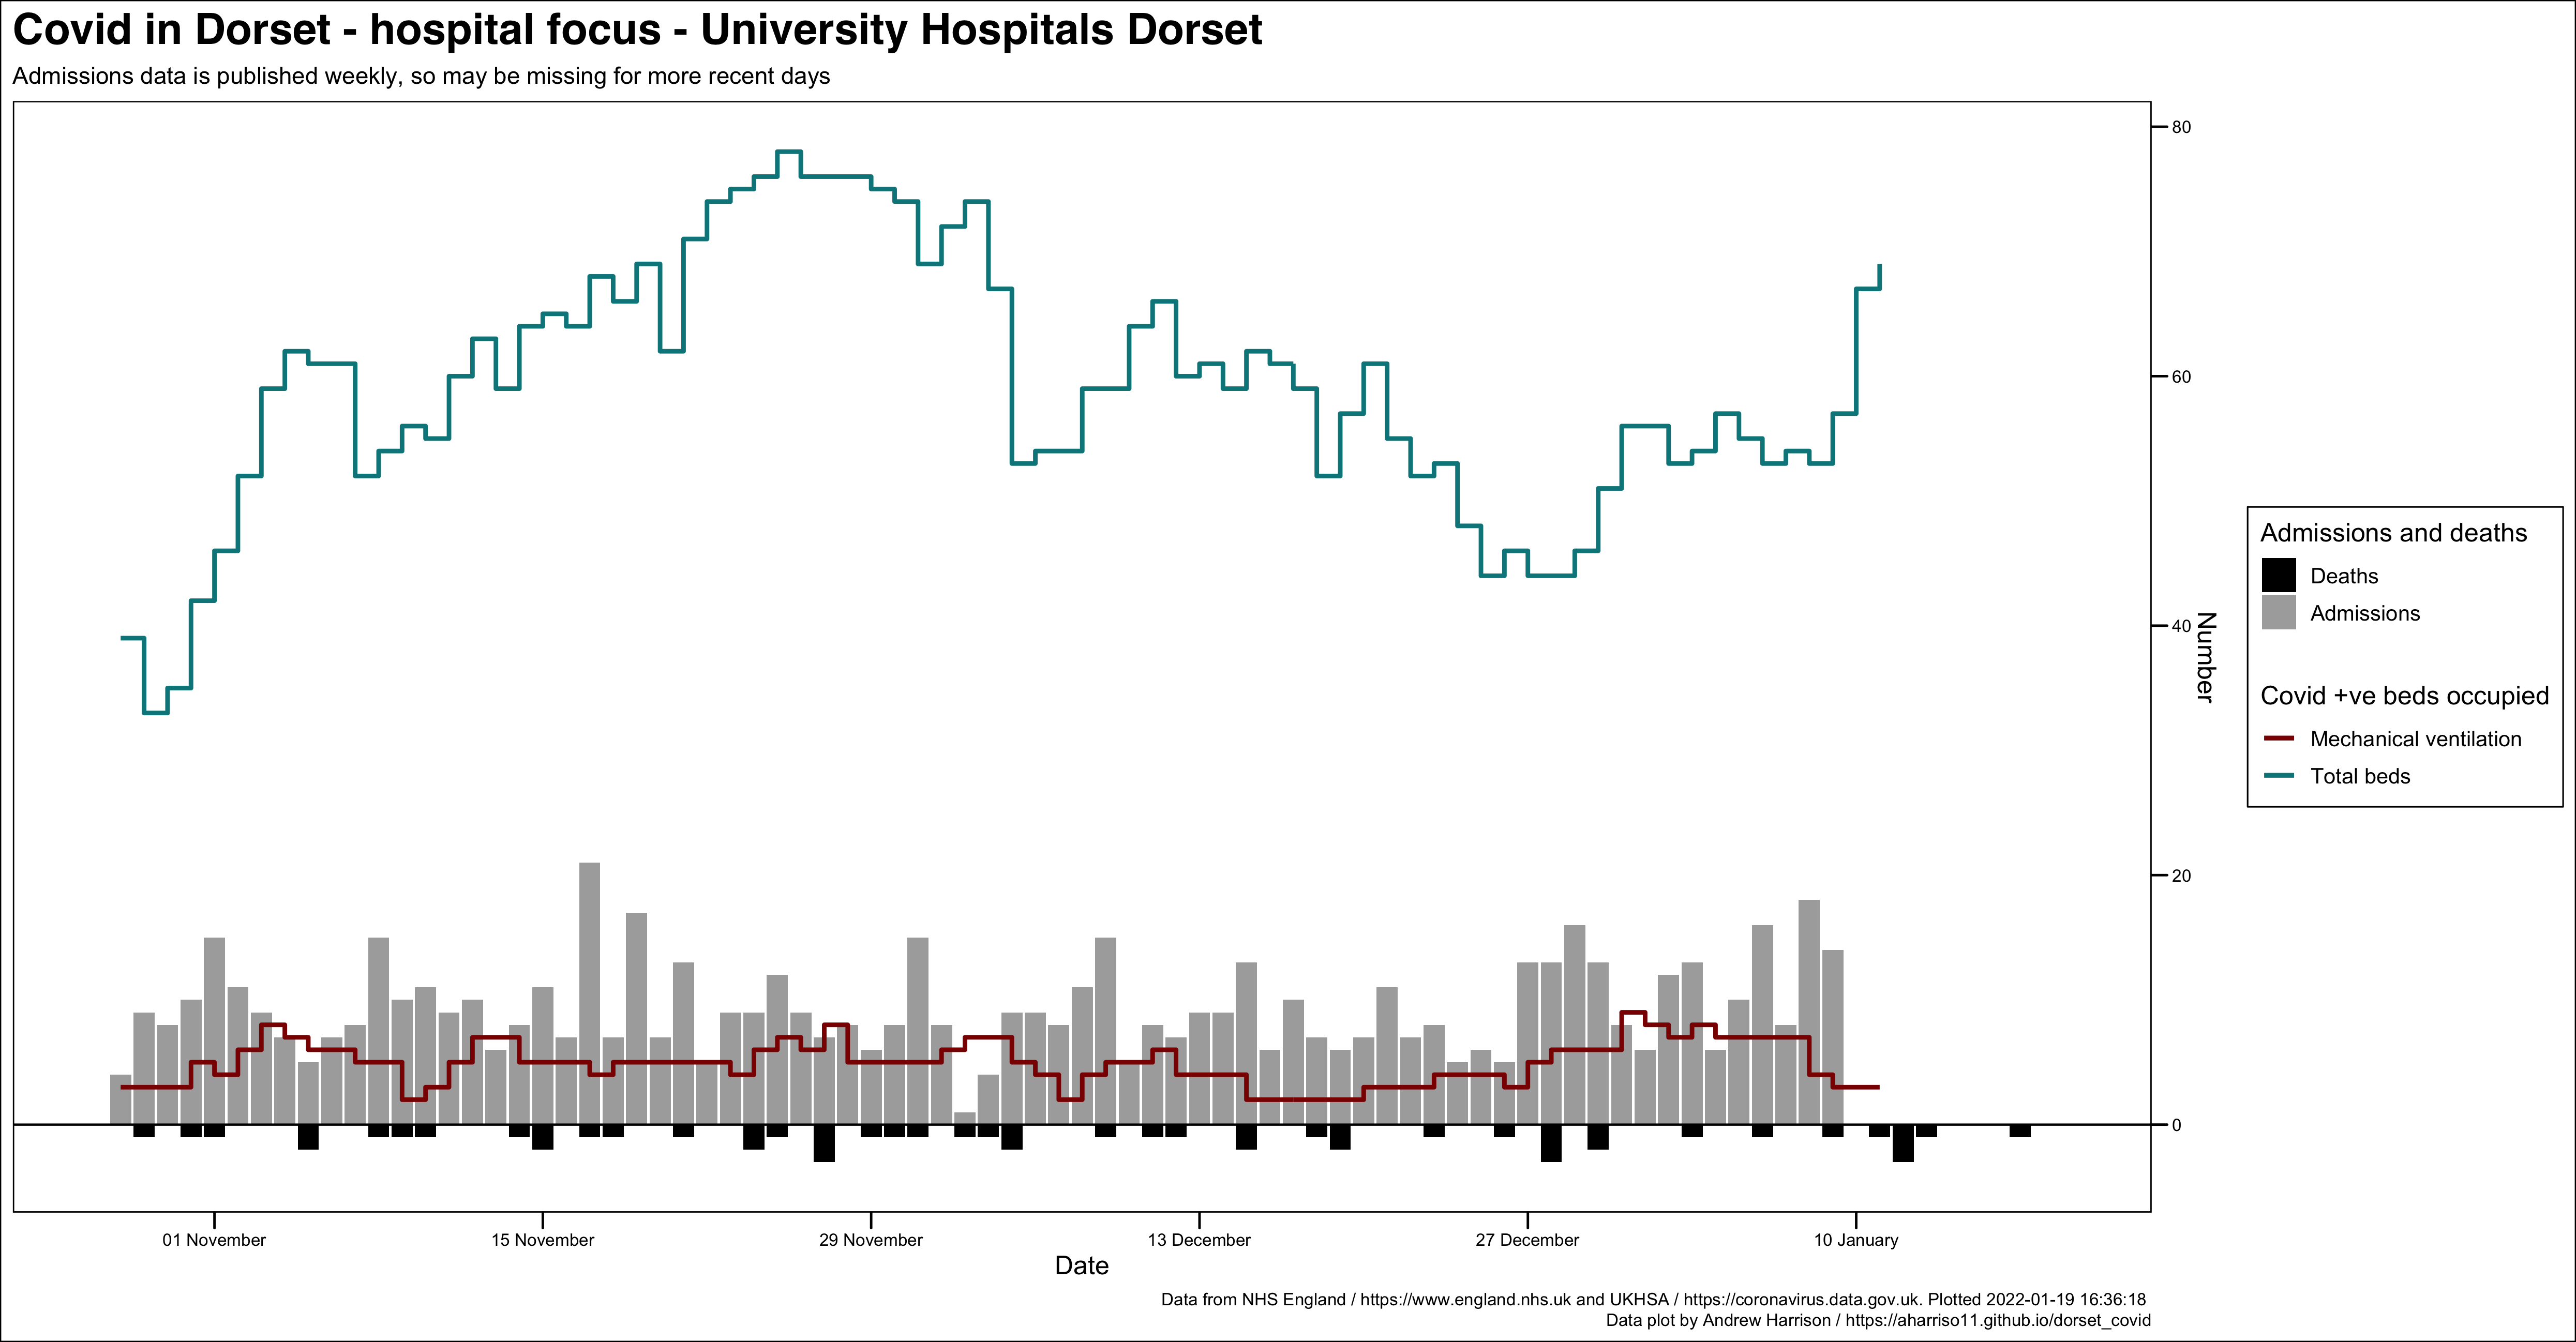 Covid in Dorset - hospital focus - University Hospitals Dorset
Admissions data is published weekly, so may be missing for more recent days
80
60
40
20
0
Number
Admissions and deaths
Deaths
Admissions
Covid +ve beds occupied
Mechanical ventilation
Total beds
01 November
15 November
29 November
13 December
27 December
10 January
Date
Data from NHS England / https://www.england.nhs.uk and UKHSA / https://coronavirus.data.gov.uk. Plotted 2022-01-19 16:36:18
Data plot by Andrew Harrison / https://aharriso11.github.io/dorset_covid